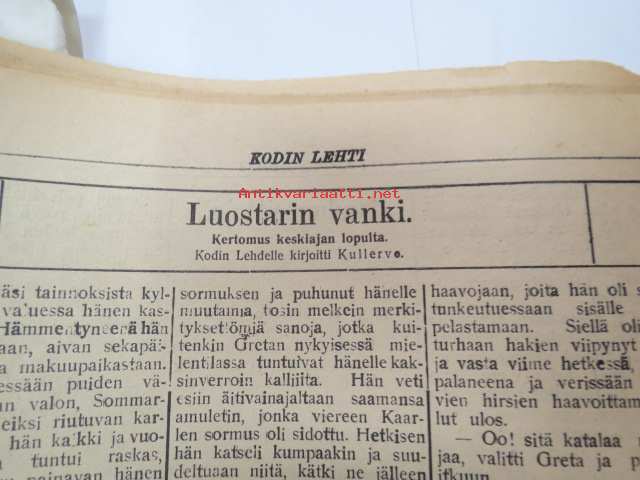 KODIN LEHTI
Antikvariaatti.net
Luostarin vanki.
Kertomus keskiajan lopulta.
Kodin Lehdelle kirjoitti Kullervo.
äsi tainnoksista kyl-
va'uessa hänen kas-
Hämmentyneenä hän
aan, aivan sekapäi-
a makuupaikastaan.
essään puiden vä-
an valon, Sommar-
eiksi riutuvan kar-
hän kaikki ja vuo-
a tuntui raskas,
painavan hänen
sormuksen ja puhunut hänelle
muutamia, tosin melkein merki-
tyksettömiä sanoja, jotka kui-
tenkin Gretan nykyisessä mie-
lentilassa tuntuivat hänelle kak-
sinverroin kalliita. Hän veti
esiin äitivainajaltaan saamansa
amuletin, jonka viereen Kaar-
len sormus oli sidottu. Hetkisen
hän katseli kumpaakin ja suu-
deltuaan niitä, kätki ne jälleen
haavojaan, joita hän oli s
tunkeutuessaan sisälle
pelastamaan. Siellä oli
turhaan hakien viipynyt
ja vasta viime hetkessä,
palaneena ja verissään
vien hirsien haavoittam
lut ulos.
— Oo! sitä katalaa
jaa, valitti Greta ja p
itkuun.